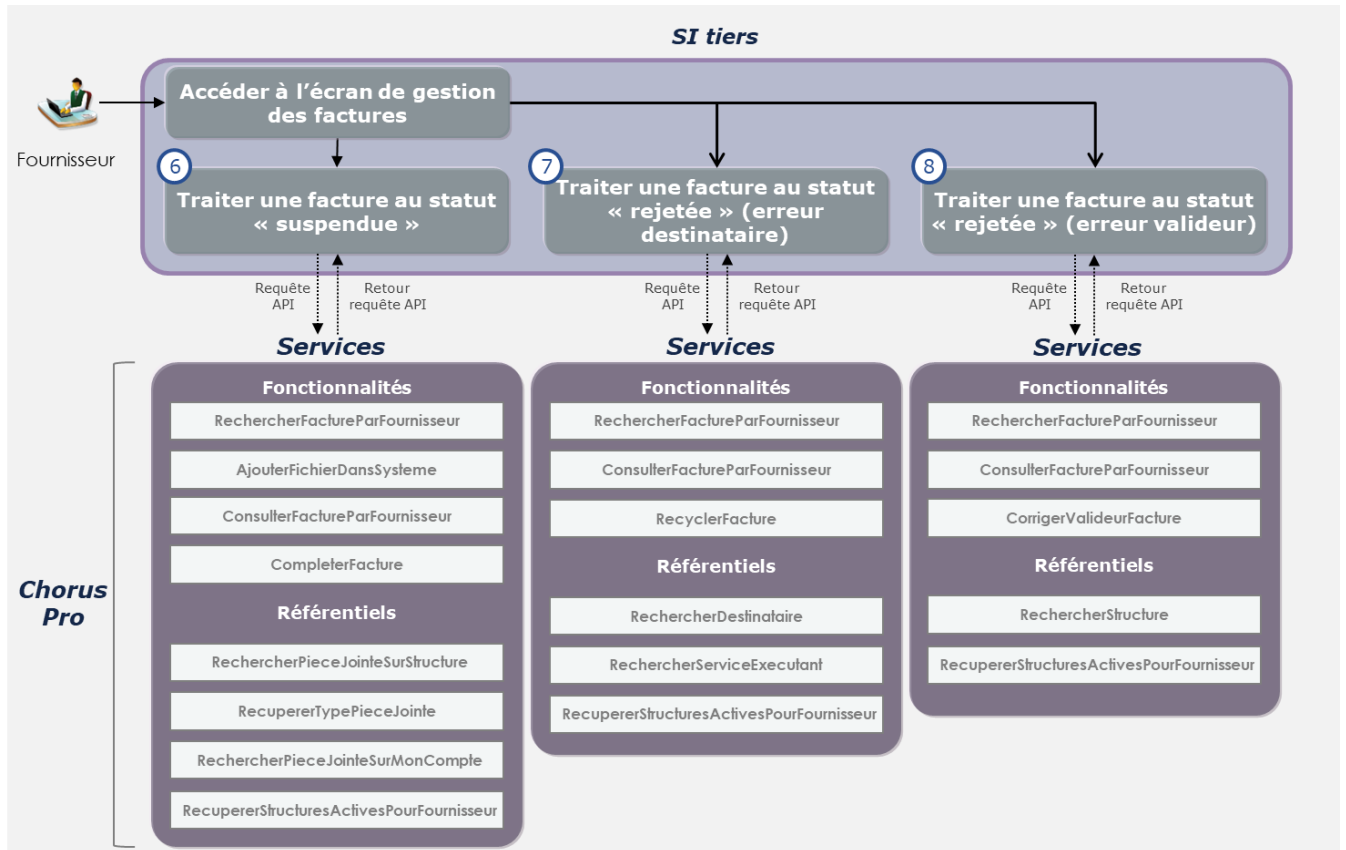 SI tiers
Accéder à l'écran de gestion
des factures
Fournisseur
6
Traiter une facture au statut
« suspendue »
7
Traiter une facture au statut
« rejetée » (erreur
destinataire)
8
Traiter une facture au statut
« rejetée » (erreur valideur)
Requête
API
Retour
requête API
Requête
API
Retour
requête API
Requête
API
Retour
requête API
Services
Services
Services
Chorus
Pro
Fonctionnalités
RechercherFactureParFournisseur
AjouterFichierDansSysteme
ConsulterFactureParFournisseur
CompleterFacture
Référentiels
RechercherPieceJointeSurStructure
RecupererTypePieceJointe
RechercherPieceJointeSurMonCompte
RecupererStructuresActivesPourFournisseur
Fonctionnalités
RechercherFactureParFournisseur
ConsulterFactureParFournisseur
RecyclerFacture
Référentiels
RechercherDestinataire
RechercherServiceExecutant
RecupererStructuresActivesPourFournisseur
Fonctionnalités
RechercherFactureParFournisseur
ConsulterFactureParFournisseur
CorrigerValideurFacture
Référentiels
RechercherStructure
RecupererStructuresActivesPourFournisseur